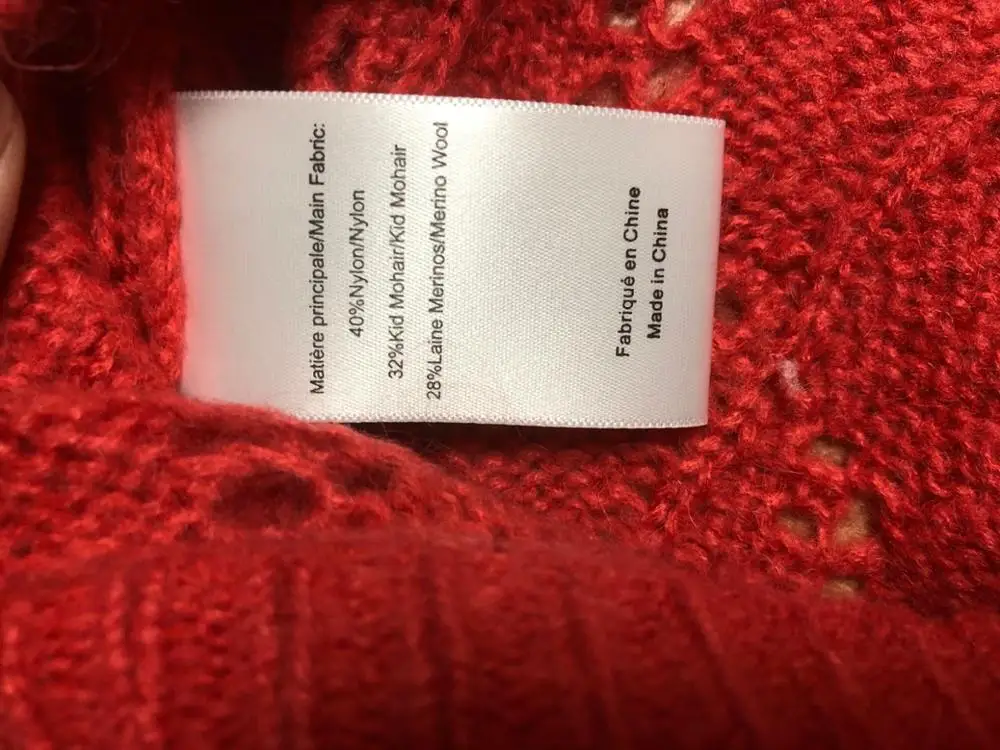 Matière principale/Main Fabric:
40%Nylon/Nylon
32%Kid Mohair/Kid Mohair
28%Laine Merinos/Merino Wool
Fabriqué en Chine
Made in China